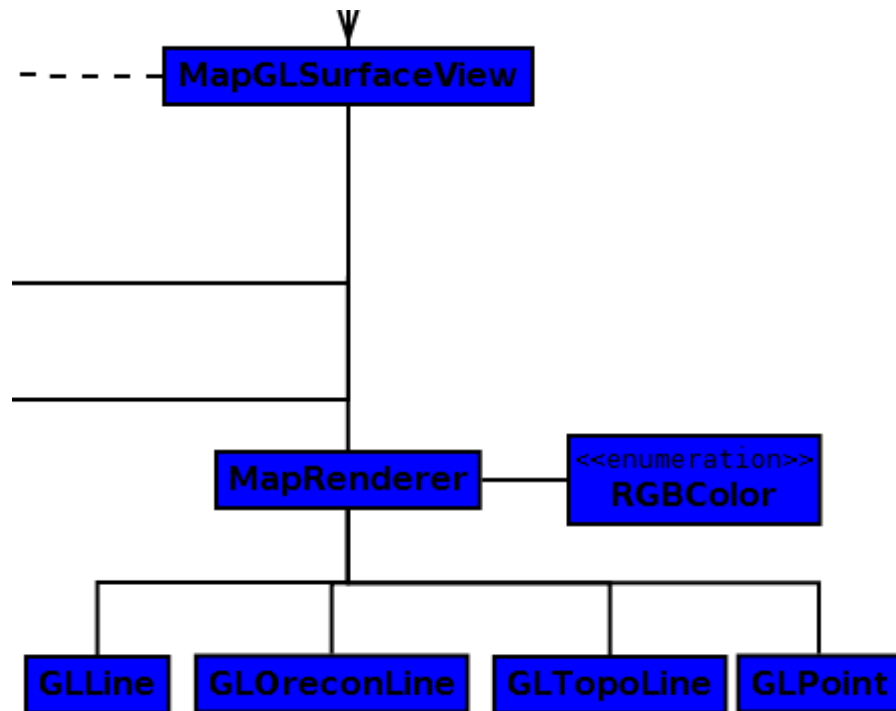 MapGLSurfaceView
MapRenderer
<<enumeration>>
RGBColor
GLLine
GLOreconLine
GLTopoLine
GLPoint